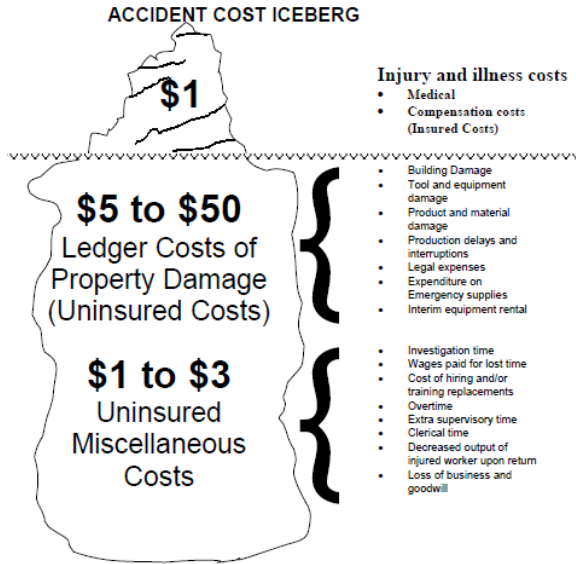 ACCIDENT COST ICEBERG
$1
Injury and illness costs
• Medical
• Compensation costs
(Insured Costs)
$5 to $50
Ledger Costs of
Property Damage
(Uninsured Costs)
• Building Damage
• Tool and equipment
damage
• Product and material
damage
• Production delays and
interruptions
• Legal expenses
• Expenditure on
Emergency supplies
• Interim equipment rental
$1 to $3
Uninsured
Miscellaneous
Costs
• Investigation time
• Wages paid for lost time
• Cost of hiring and/or
training replacements
• Overtime
• Extra supervisory time
• Clerical time
• Decreased output of
injured worker upon return
• Loss of business and
goodwill